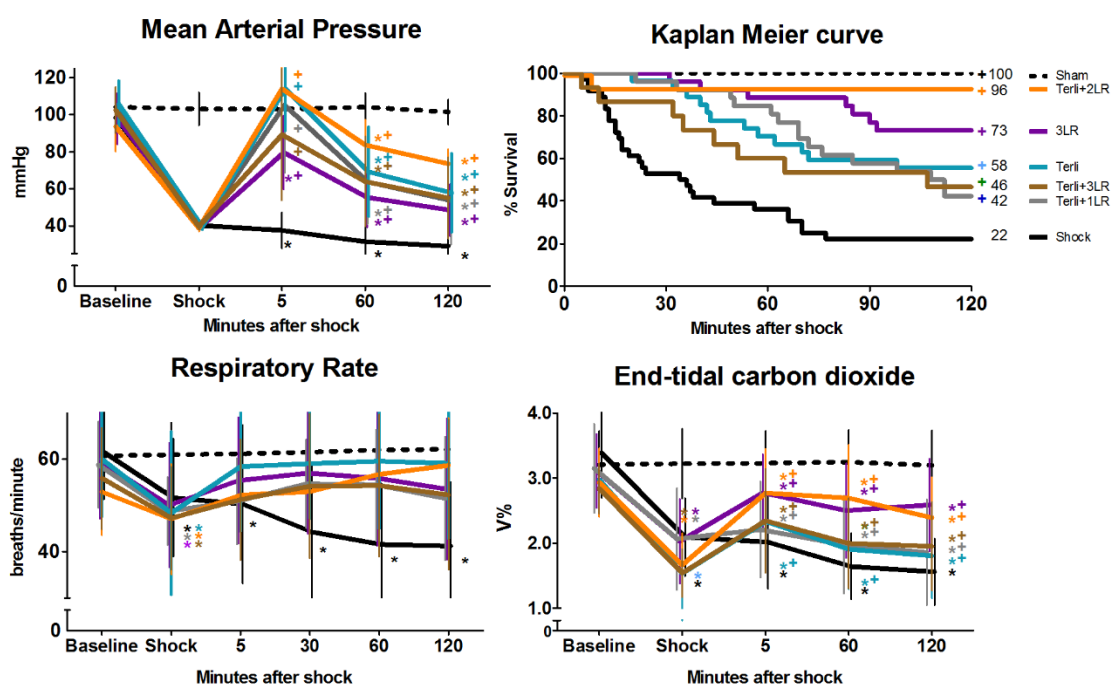 Mean Arterial Pressure
mmHg
120
100
80
60
40
0
Baseline Shock 5 60 120
Minutes after shock
Kaplan Meier curve
% Survival
100
80
60
40
20
0
0 30 60 90 120
Minutes after shock
+100 Sham
+96 Terli+2LR
+73 3LR
+58 Terli
+46 Terli+3LR
+42 Terli+1LR
22 Shock
Respiratory Rate
breaths/minute
60
40
0
Baseline Shock 5 30 60 120
Minutes after shock
End-tidal carbon dioxide
V%
4.0
3.0
2.0
1.0
0
Baseline Shock 5 60 120
Minutes after shock